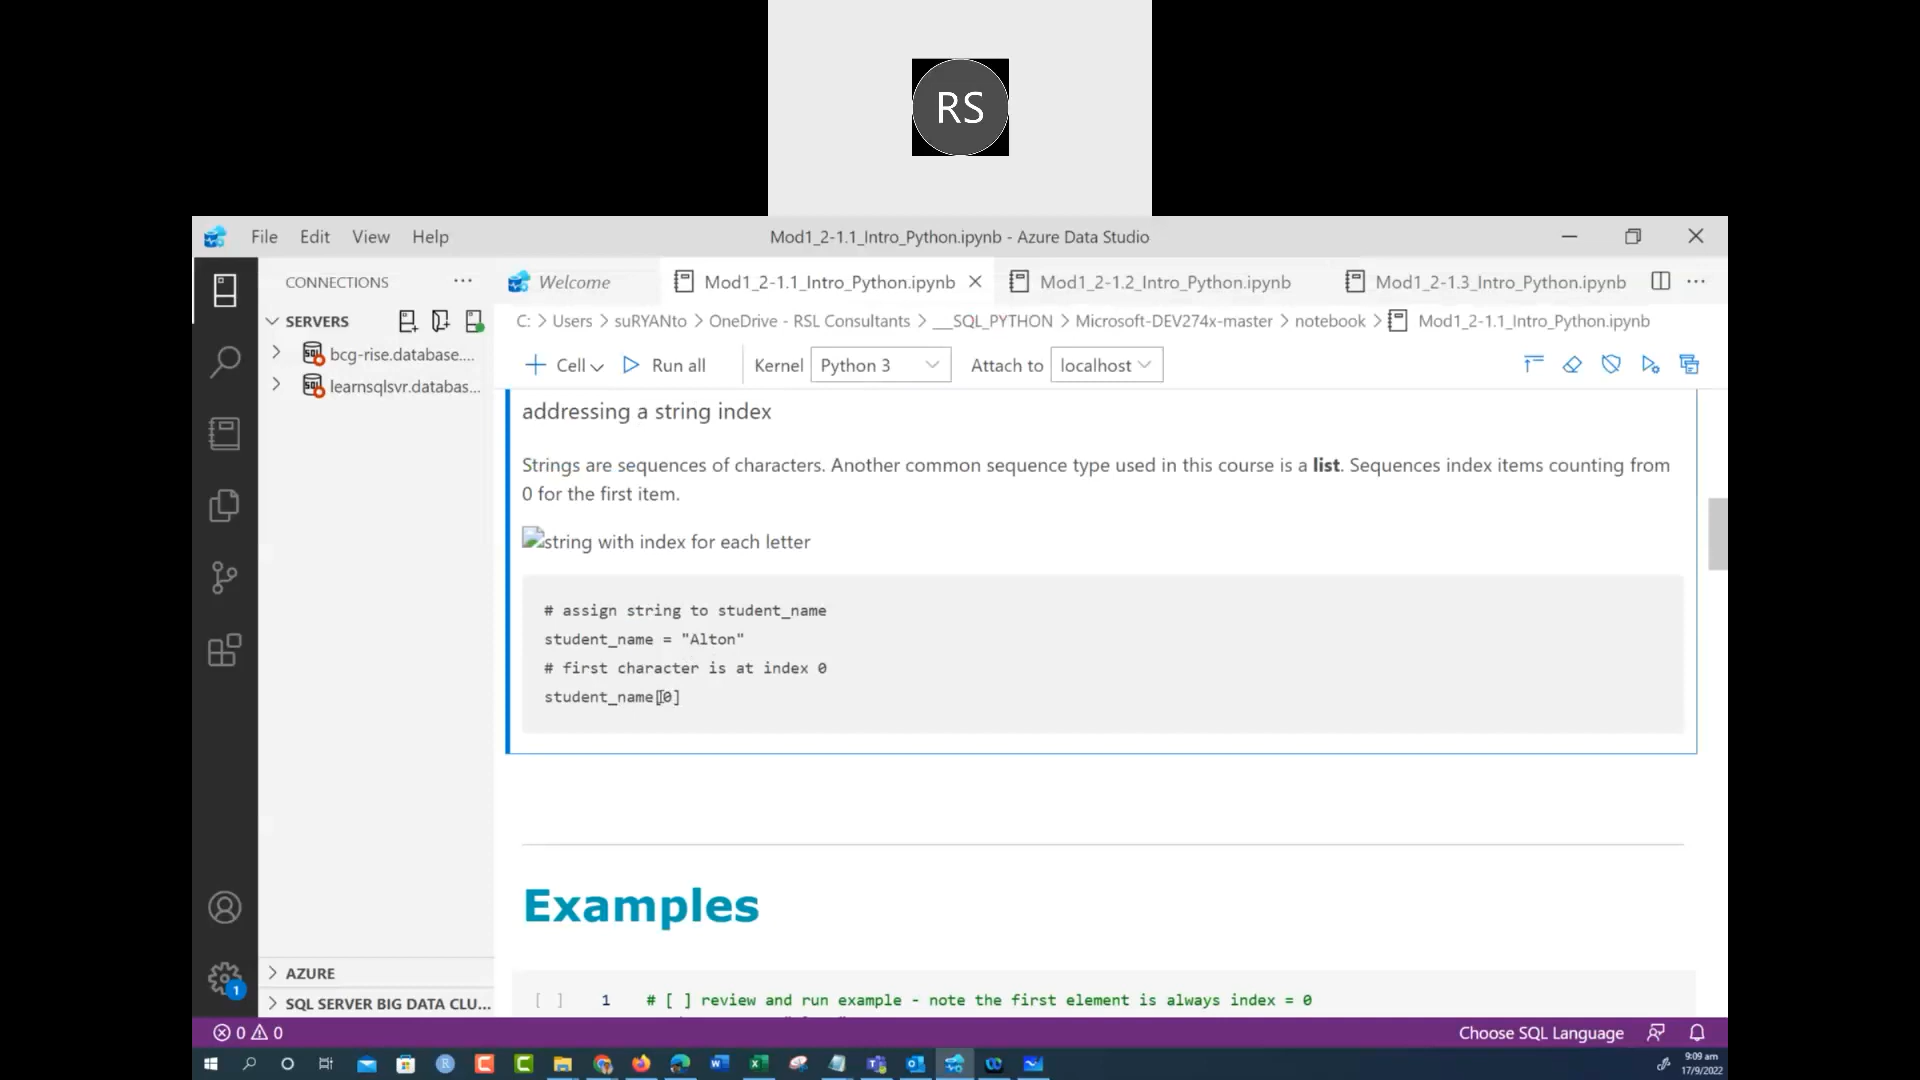 RS
File Edit View Help
Mod1_2-1.1_Intro_Python.ipynb - Azure Data Studio
CONNECTIONS
Welcome
Mod1_2-1.1_Intro_Python.ipynb
Mod1_2-1.2_Intro_Python.ipynb
Mod1_2-1.3_Intro_Python.ipynb
SERVERS
C: > Users > suRYANto > OneDrive - RSL Consultants > __SQL_PYTHON > Microsoft-DEV274x-master > notebook > Mod1_2-1.1_Intro_Python.ipynb
bcg-rise.database....
learnsqlsvr.databas...
Cell Run all Kernel Python 3 Attach to localhost
addressing a string index
Strings are sequences of characters. Another common sequence type used in this course is a list. Sequences index items counting from
0 for the first item.
string with index for each letter
# assign string to student_name
student_name = "Alton"
# first character is at index 0
student_name[0]
Examples
[ ] 1 # [ ] review and run example - note the first element is always index = 0
AZURE
SQL SERVER BIG DATA CLU...
1
0 0
Choose SQL Language
9:09 am
17/9/2022